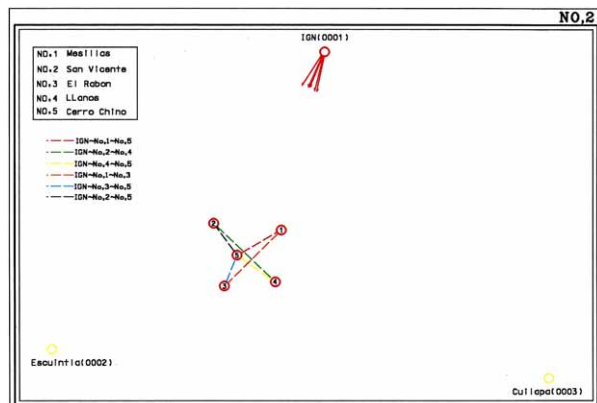 NO,2
IGN(0001)
NO.1 Mesillas
NO.2 San Vicente
NO.3 El Rabon
NO.4 LLanos
NO.5 Cerro Chino
IGN-No.1-No.5
IGN-No.2-No.4
IGN-No.4-No.5
IGN-No.1-No.3
IGN-No.3-No.5
IGN-No.2-No.5
2
1
5
3
4
Escuintla(0002)
Cuilapa(0003)